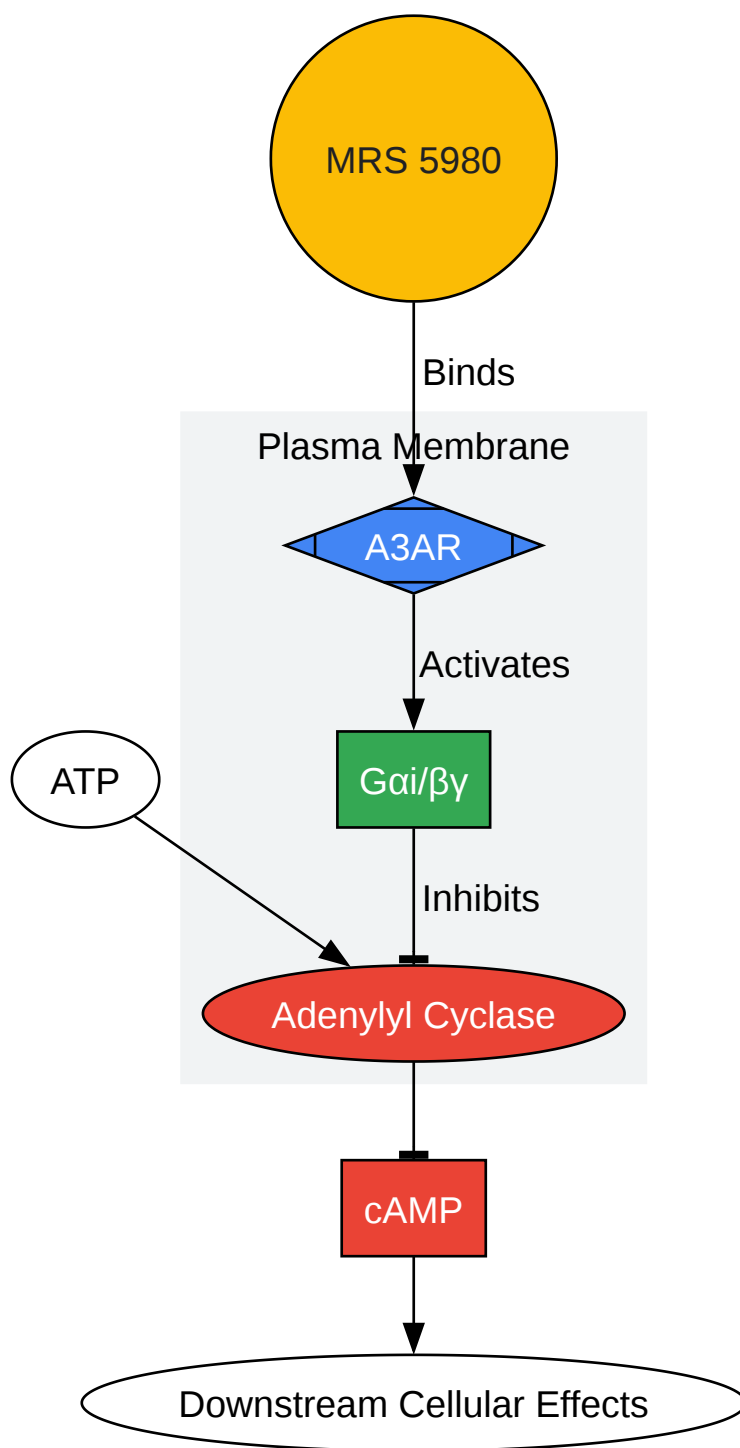 MRS 5980
Binds
Plasma Membrane
A3AR
Activates
ATP
Gαi/βγ
Inhibits
Adenylyl Cyclase
cAMP
Downstream Cellular Effects